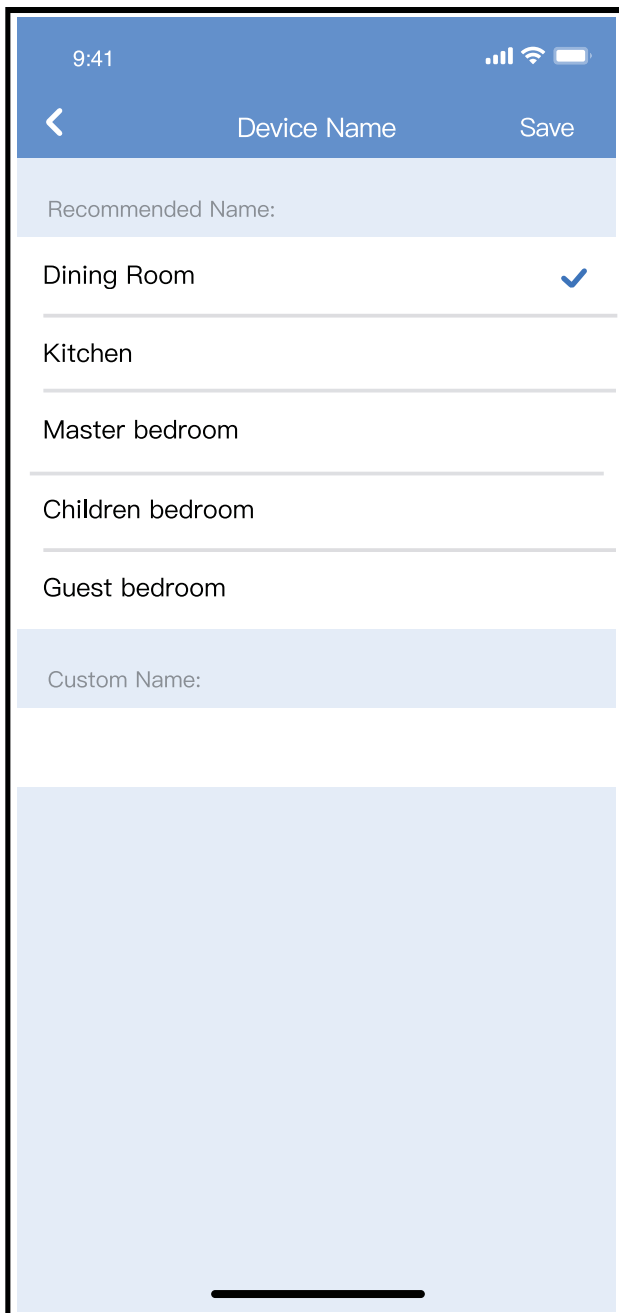 9:41
Device Name Save
Recommended Name:
Dining Room
Kitchen
Master bedroom
Children bedroom
Guest bedroom
Custom Name: